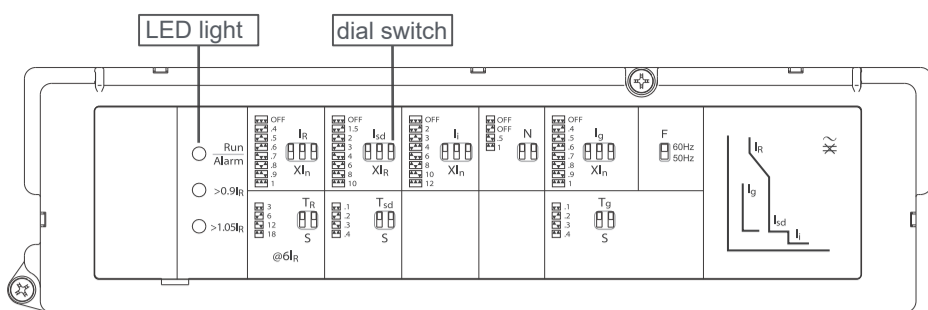 LED light
dial switch
Run
Alarm
>0.9IR
>1.05IR
OFF
.4
.5
.6
.7
.8
.9
1
IR
XIn
OFF
1.5
2
3
4
6
8
10
Isd
XIR
OFF
2
3
4
6
8
10
12
Ii
XIn
OFF
OFF
.5
1
N
OFF
.4
.5
.6
.7
.8
.9
1
Ig
XIn
F
60Hz
50Hz
3
6
12
18
TR
S
@6IR
.1
.2
.3
.4
Tsd
S
.1
.2
.3
.4
Tg
S
IR
Ig
Isd
Ii